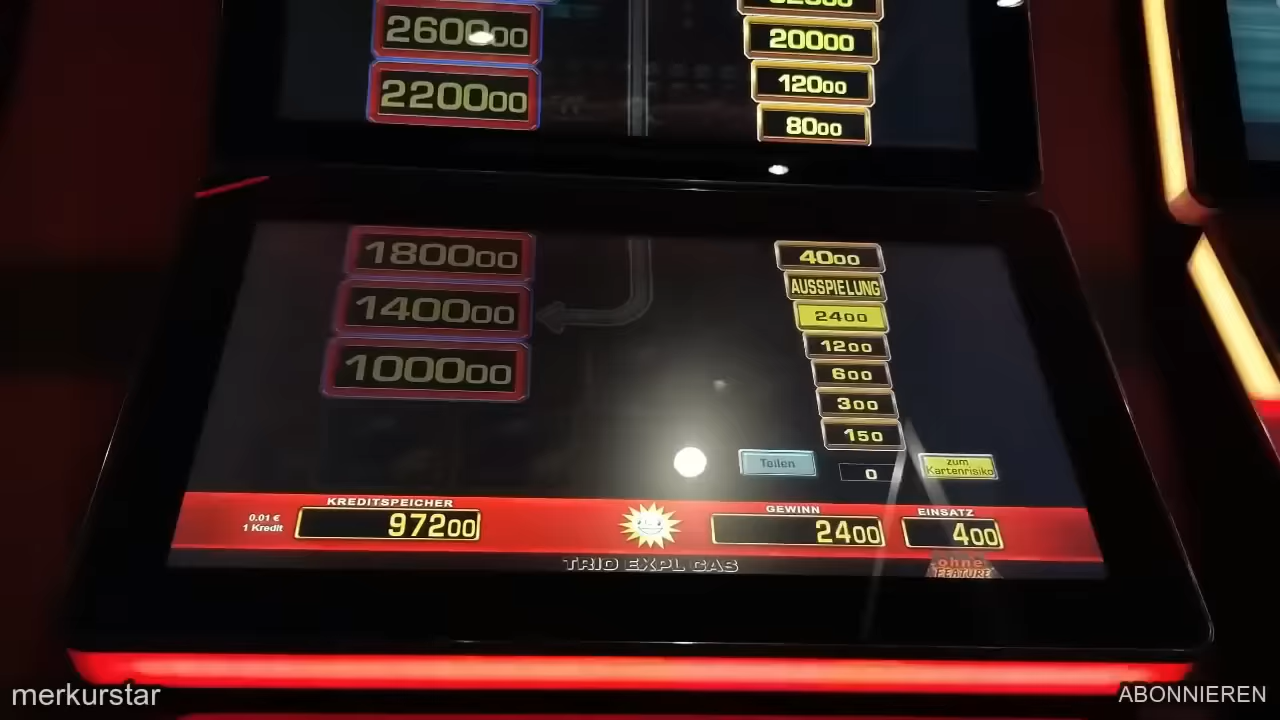 260000
220000
20000
12000
8000
180000
140000
100000
4000
AUSSPIELUNG
2400
1200
600
300
150
Teilen
0
zum
Kartenrisiko
KREDITSPEICHER
GEWINN
EINSATZ
0.01 €
1 Kredit
97200
2400
400
TRIO EXPL CAS
ohne
FEATURE
merkurstar
ABONNIEREN